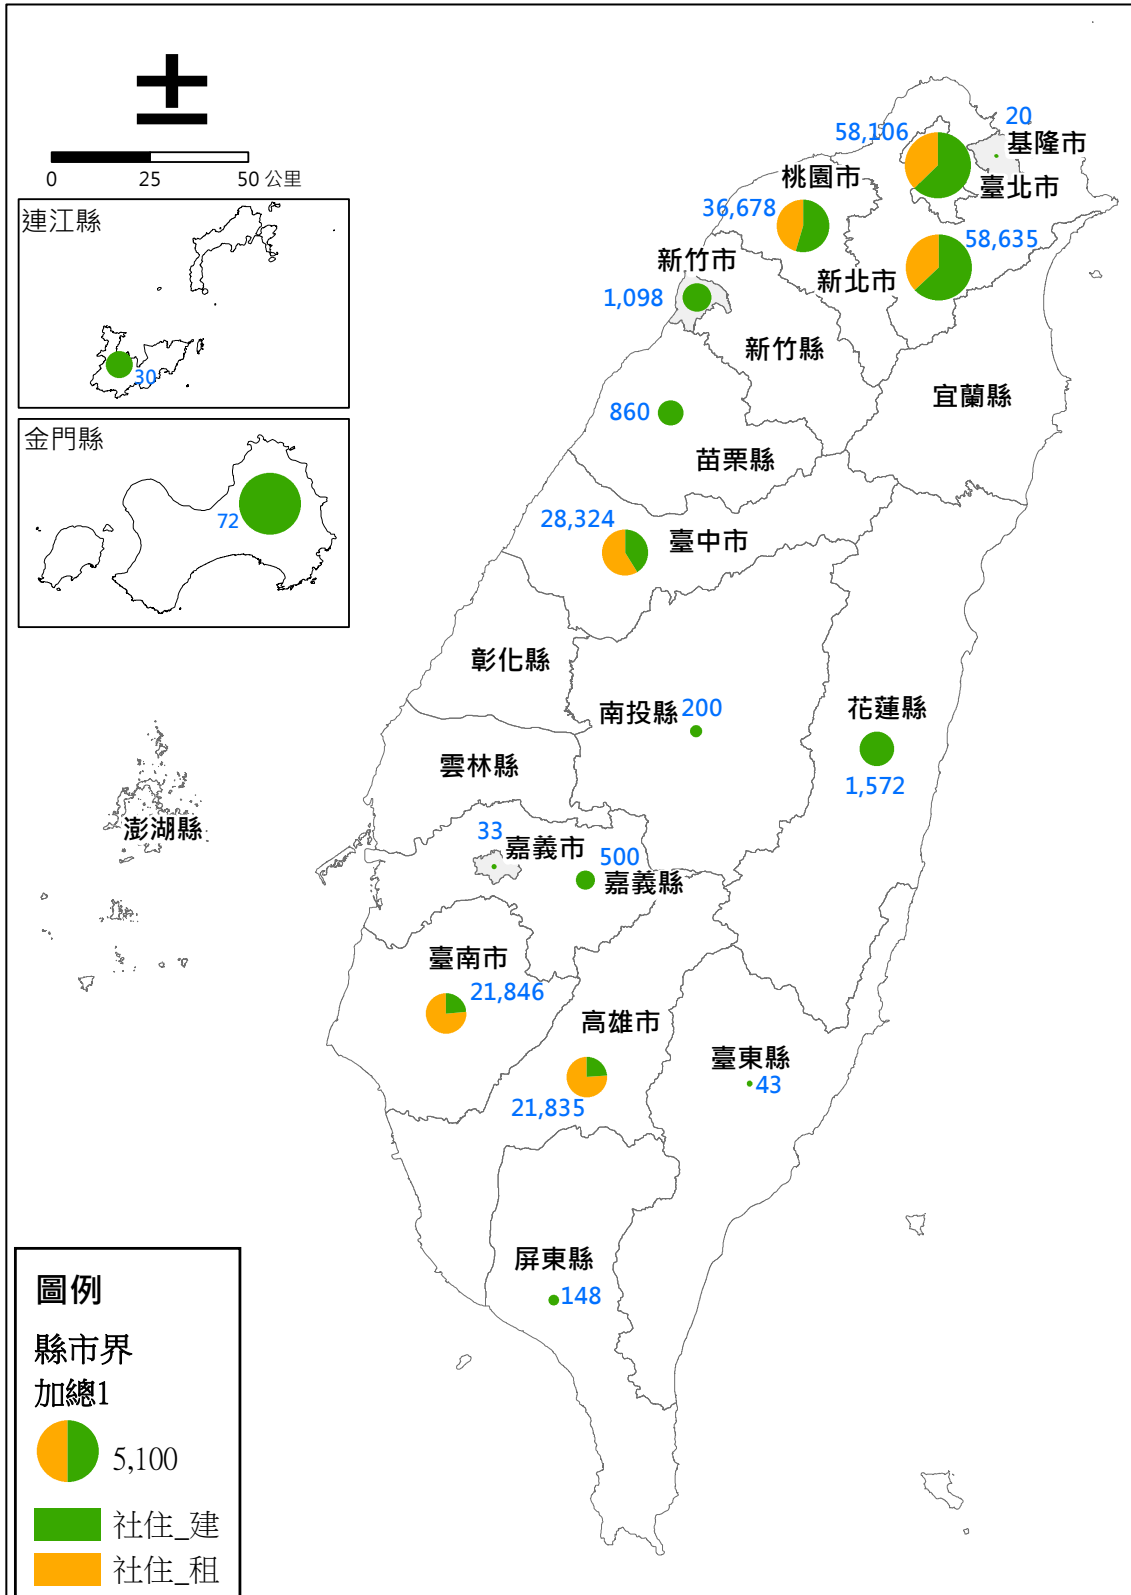 0 25 50 公里
連江縣
30
金門縣
72
20
基隆市
58,106
臺北市
桃園市
36,678
58,635
新北市
新竹市
1,098
新竹縣
宜蘭縣
860
苗栗縣
28,324
臺中市
彰化縣
南投縣
200
花蓮縣
1,572
雲林縣
澎湖縣
33
嘉義市
500
嘉義縣
臺南市
21,846
高雄市
21,835
臺東縣
43
屏東縣
148
圖例
縣市界
加總1
5,100
社住_建
社住_租